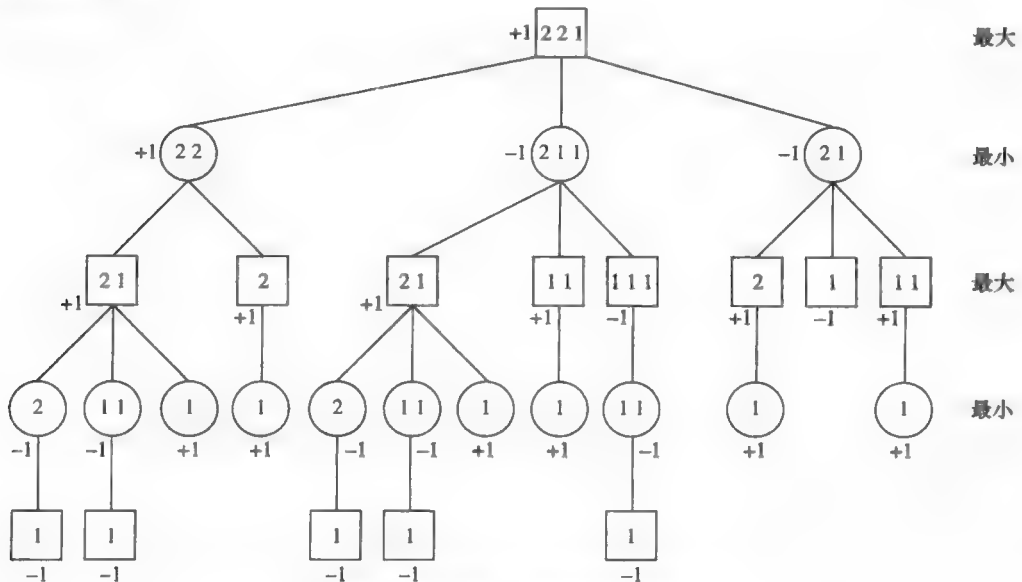 +1 2 2 1 最大
+1 2 2 −1 2 1 1 −1 2 1 最小
2 1 2 2 1 1 1 1 1 1 2 1 1 1 最大
+1 +1 +1 +1 −1 +1 −1 +1
2 1 1 1 1 2 1 1 1 1 1 1 1 1 最小
−1 −1 +1 +1 −1 −1 +1 +1 −1 +1 +1
1 1 1 1 1
−1 −1 −1 −1 −1